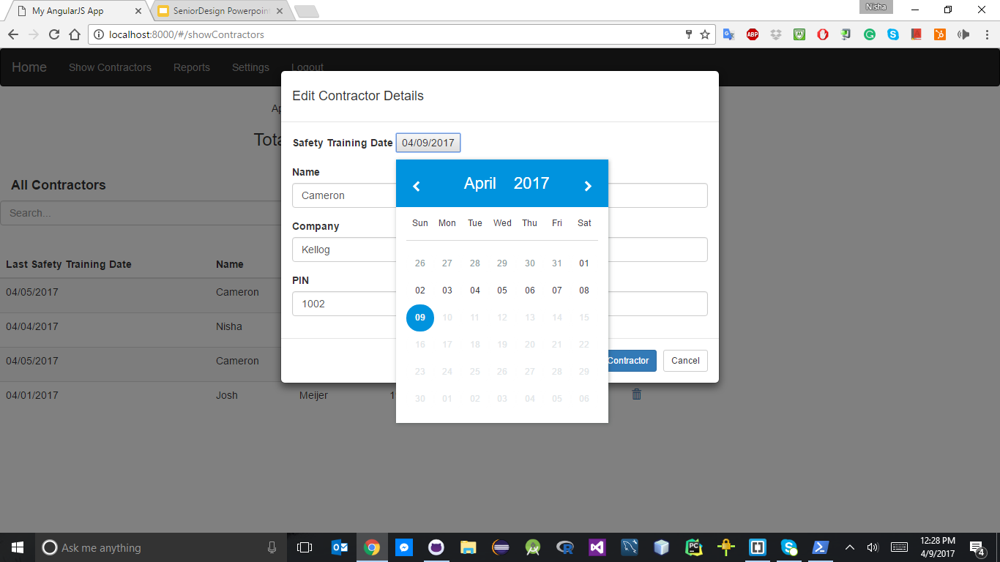 My AngularJS App
SeniorDesign Powerpoint
Nisha
localhost:8000/#/showContractors
Home Show Contractors Reports Settings Logout
Edit Contractor Details
Safety Training Date 04/09/2017
All Contractors
Search...
Last Safety Training Date Name
04/05/2017 Cameron
04/04/2017 Nisha
04/05/2017 Cameron
04/01/2017 Josh Meijer 1
Name
Cameron
Company
Kellog
PIN
1002
April 2017
Sun Mon Tue Wed Thu Fri Sat
26 27 28 29 30 31 01
02 03 04 05 06 07 08
09 10 11 12 13 14 15
16 17 18 19 20 21 22
23 24 25 26 27 28 29
30 01 02 03 04 05 06
Contractor Cancel
Ask me anything
12:28 PM
4/9/2017
4